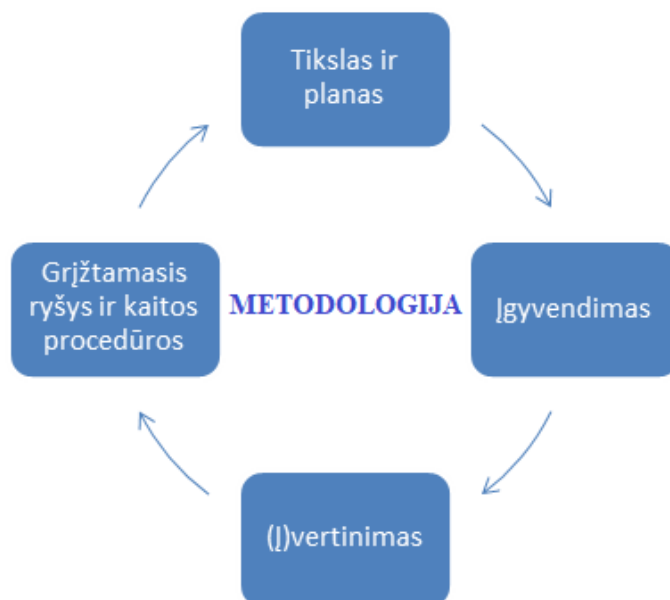 Tikslas ir
planas
Grįžtamasis
ryšys ir kaitos
procedūros
METODOLOGIJA
Įgyvendimas
(Į)vertinimas